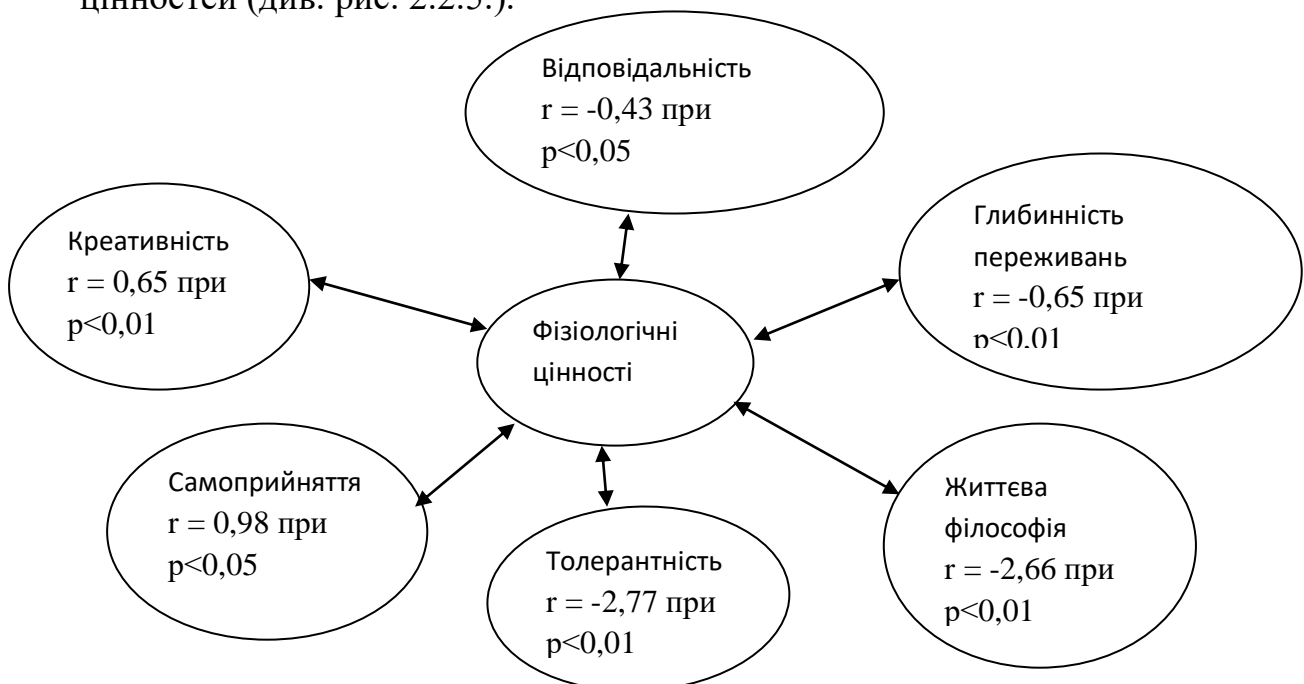 цінностей (див. рис. 2.2.3.).
Відповідальність
r = -0,43 при
p<0,05
Глибинність
переживань
r = -0,65 при
p<0,01
Креативність
r = 0,65 при
p<0,01
Фізіологічні
цінності
Самоприйняття
r = 0,98 при
p<0,05
Толерантність
r = -2,77 при
p<0,01
Життєва
філософія
r = -2,66 при
p<0,01